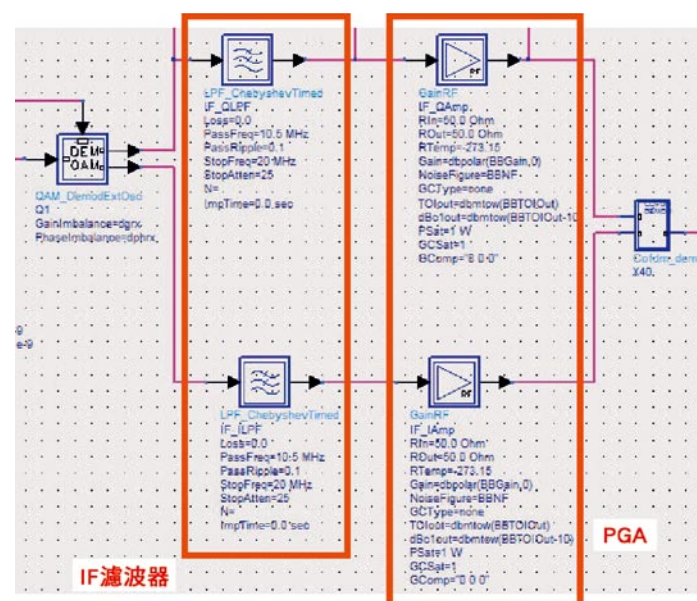 LPF_ChebyshevTimed
IF_QLPF
Loss=0.0
PassFreq=10.5 MHz
PassRipple=0.1
StopFreq=20 MHz
StopAtten=25
N=
ImpTime=0.0 sec
GainRF
IF_QAmp
RIn=50.0 Ohm
ROut=50.0 Ohm
RTemp=-273.15
Gain=dbpolar(BBGain,0)
NoiseFigure=BBNF
GCType=none
TOIout=dbmtow(BBTOIOut)
dBc1out=dbmtow(BBTOIOut-10
PSat=1 W
GCSat=1
GComp="0 0 0"
QAM_DemodExtOsc
Q1
GainImbalance=dgrx
PhaseImbalance=dphrx
Cofdm_dem
X40
9
e-9
LPF_ChebyshevTimed
IF_ILPF
Loss=0.0
PassFreq=10.5 MHz
PassRipple=0.1
StopFreq=20 MHz
StopAtten=25
N=
ImpTime=0.0 sec
GainRF
IF_IAmp
RIn=50.0 Ohm
ROut=50.0 Ohm
RTemp=-273.15
Gain=dbpolar(BBGain,0)
NoiseFigure=BBNF
GCType=none
TOIout=dbmtow(BBTOIOut)
dBc1out=dbmtow(BBTOIOut-10)
PSat=1 W
GCSat=1
GComp="0 0 0"
IF濾波器
PGA